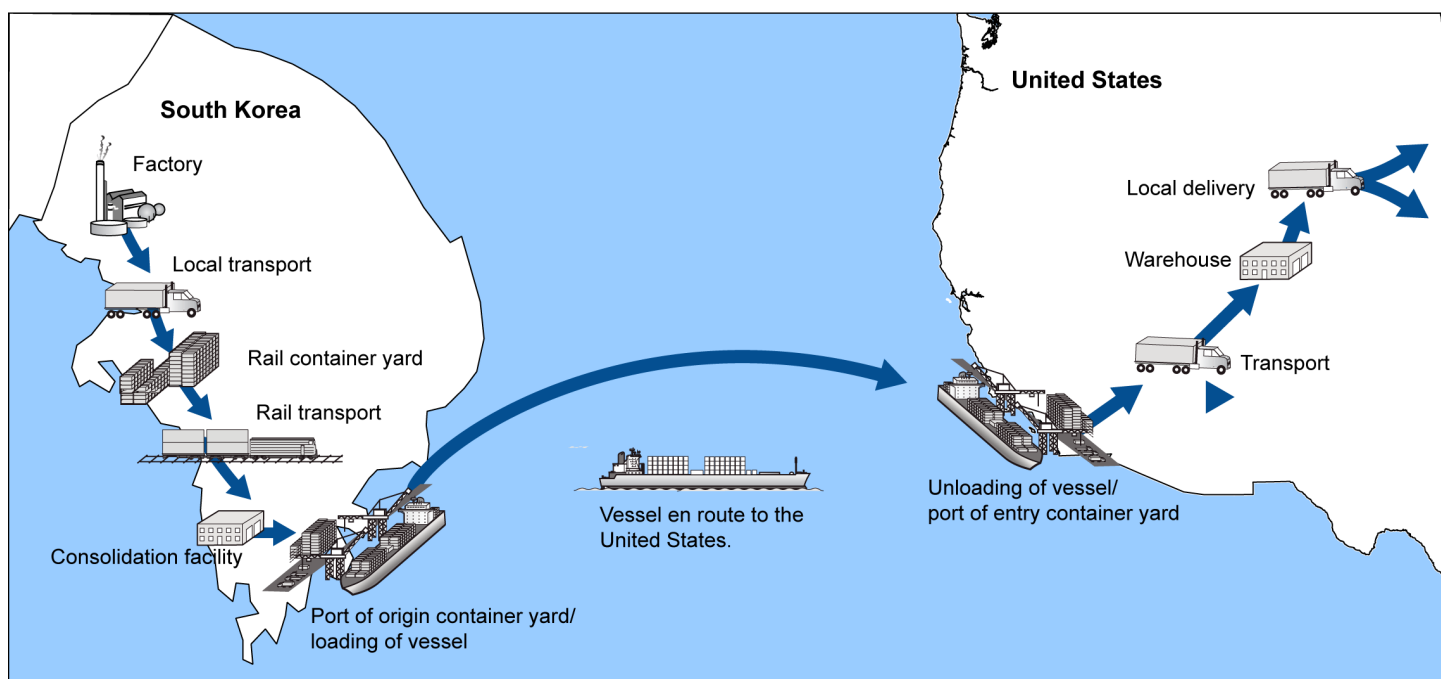 South Korea
Factory
Local transport
Rail container yard
Rail transport
Consolidation facility
Port of origin container yard/
loading of vessel
Vessel en route to the
United States.
United States
Local delivery
Warehouse
Transport
Unloading of vessel/
port of entry container yard